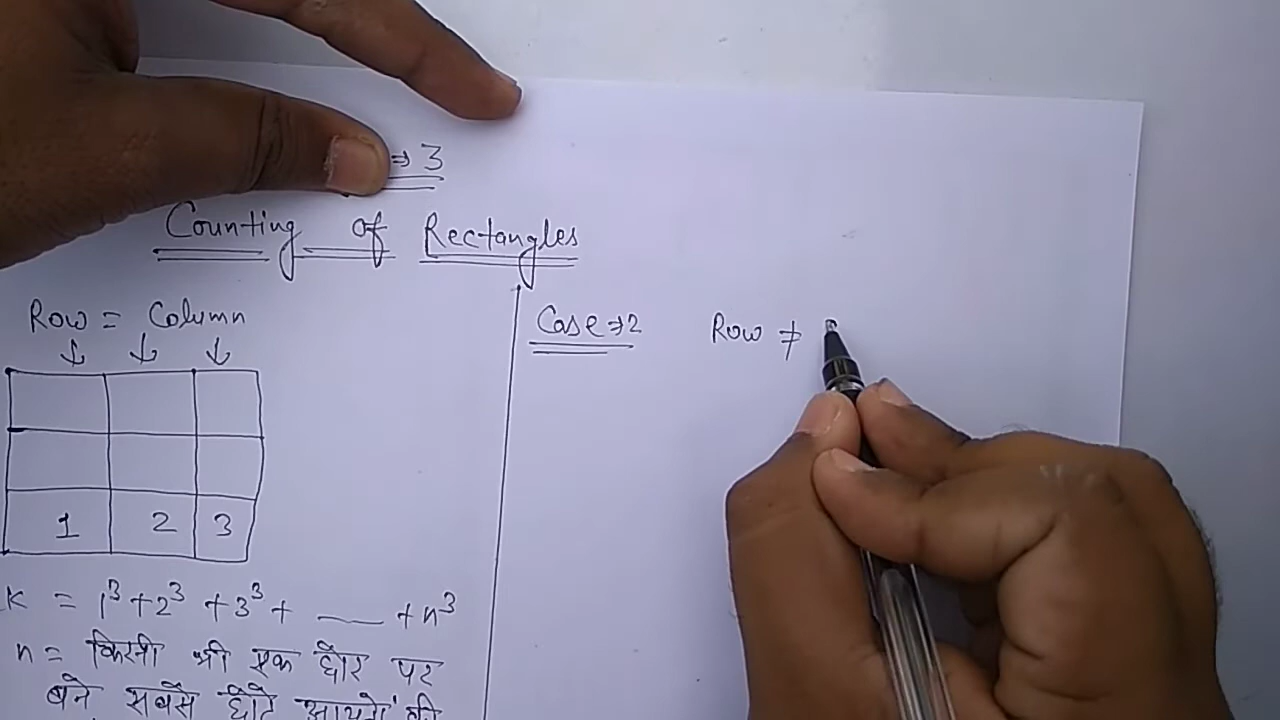 ⇒ 3
Counting of Rectangles
Row = Column
↓ ↓ ↓
1 2 3
K = 1³ + 2³ + 3³ + ___ + n³
n = किसी भी एक छोर पर
बने सबसे छोटे आयतों की
Case ⇒ 2 Row ≠